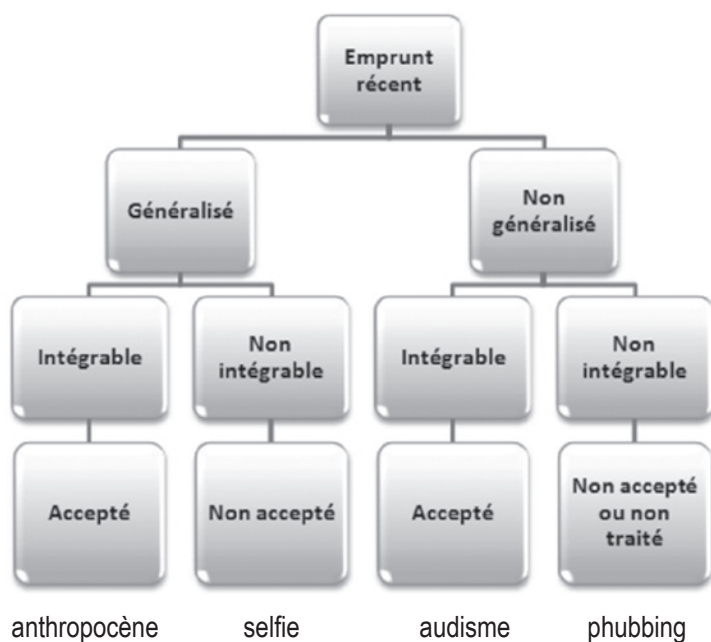 Emprunt
récent
Généralisé
Non
généralisé
Intégrable
Non
intégrable
Intégrable
Non
intégrable
Accepté
Non accepté
Accepté
Non accepté
ou non
traité
anthropocène selfie audisme phubbing